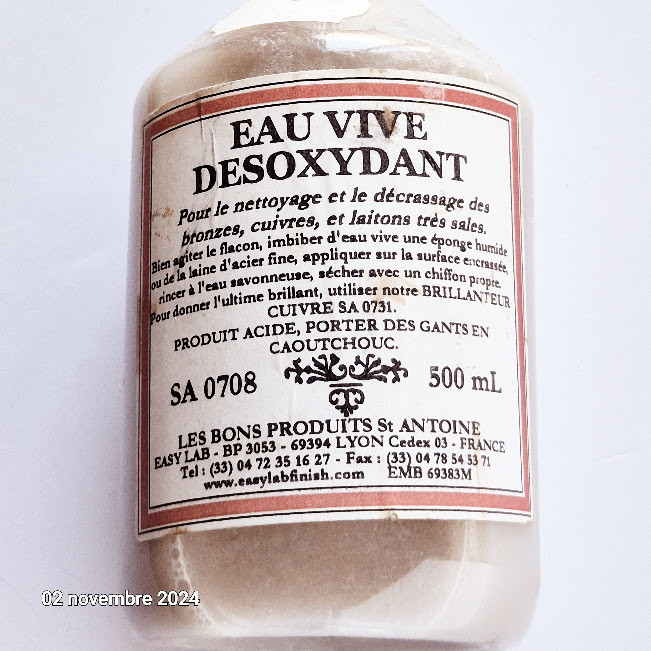 EAU VIVE
DESOXYDANT
Pour le nettoyage et le décrassage des
bronzes, cuivres, et laitons très sales.
Bien agiter le flacon, imbiber d'eau vive une éponge humide
ou de la laine d'acier fine, appliquer sur la surface encrassée,
rincer à l'eau savonneuse, sécher avec un chiffon propre.
Pour donner l'ultime brillant, utiliser notre BRILLANTEUR
CUIVRE SA 0731.
PRODUIT ACIDE, PORTER DES GANTS EN
CAOUTCHOUC.
SA 0708 500 mL
LES BONS PRODUITS St ANTOINE
EASY LAB - BP 3053 - 69394 LYON Cedex 03 - FRANCE
Tel : (33) 04 72 35 16 27 - Fax : (33) 04 78 54 53 71
www.easylabfinish.com EMB 69383M
02 novembre 2024